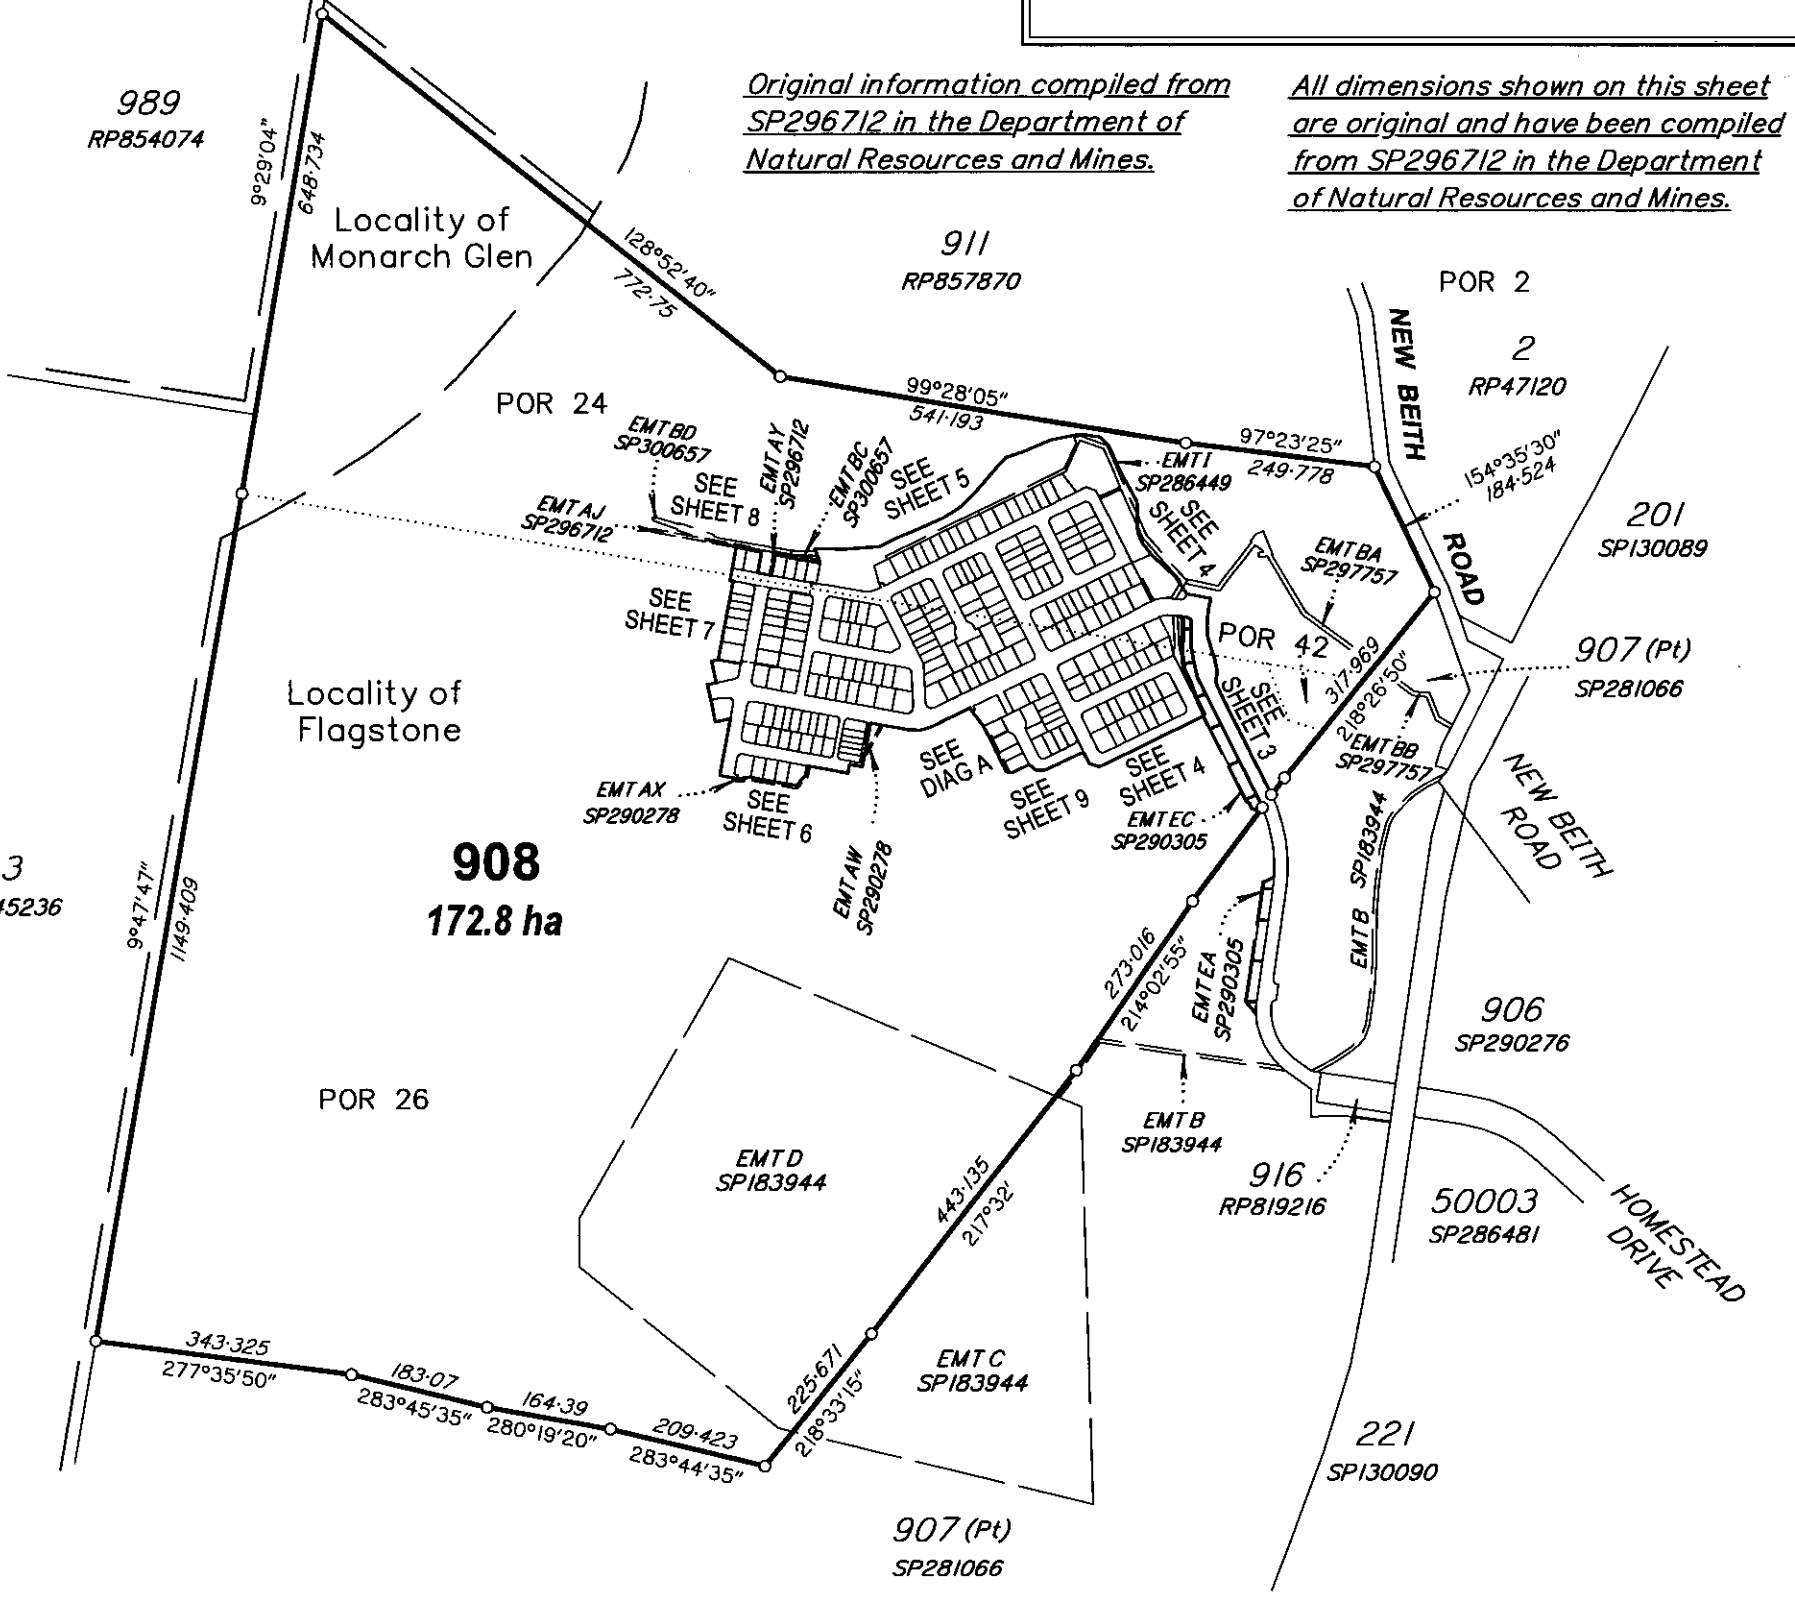 Original information compiled from
SP296712 in the Department of
Natural Resources and Mines.
All dimensions shown on this sheet
are original and have been compiled
from SP296712 in the Department
of Natural Resources and Mines.
989
RP854074
9°29'04"
648·734
Locality of
Monarch Glen
128°52'40"
772·75
911
RP857870
POR 2
NEW BEITH
2
RP47120
99°28'05"
541·193
97°23'25"
249·778
154°35'30"
184·524
ROAD
201
SP130089
POR 24
EMT BD
SP300657
EMT AY
SP296712
EMT BC
SP300657
SEE
SHEET 5
SEE
SHEET 8
EMT AJ
SP296712
EMT I
SP286449
SEE
SHEET 4
EMT BA
SP297757
SEE
SHEET 7
POR 42
907 (Pt)
SP281066
317·969
218°26'50"
SEE
SHEET 3
EMT BB
SP297757
NEW BEITH
ROAD
Locality of
Flagstone
EMT AX
SP290278
SEE
SHEET 6
EMT AW
SP290278
SEE
DIAG A
SEE
SHEET 9
SEE
SHEET 4
EMT EC
SP290305
EMT B SP183944
3
45236
9°47'47"
1149·409
908
172.8 ha
273·016
214°02'55"
EMT EA
SP290305
906
SP290276
POR 26
EMT D
SP183944
EMT B
SP183944
916
RP819216
50003
SP286481
HOMESTEAD
DRIVE
443·135
217°32'
343·325
277°35'50"
183·07
283°45'35"
164·39
280°19'20"
209·423
283°44'35"
225·671
218°33'15"
EMT C
SP183944
221
SP130090
907 (Pt)
SP281066